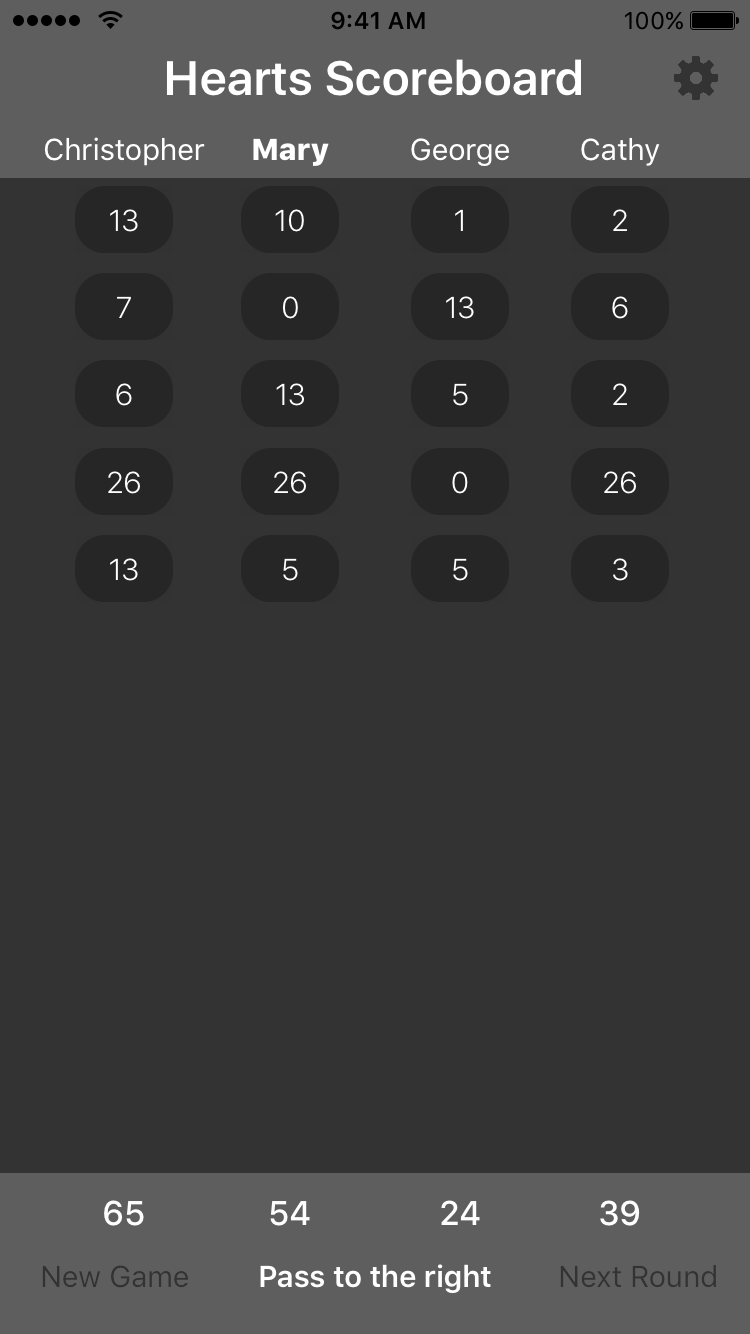 9:41 AM 100%
Hearts Scoreboard
Christopher Mary George Cathy
13 10 1 2
7 0 13 6
6 13 5 2
26 26 0 26
13 5 5 3
65 54 24 39
New Game Pass to the right Next Round